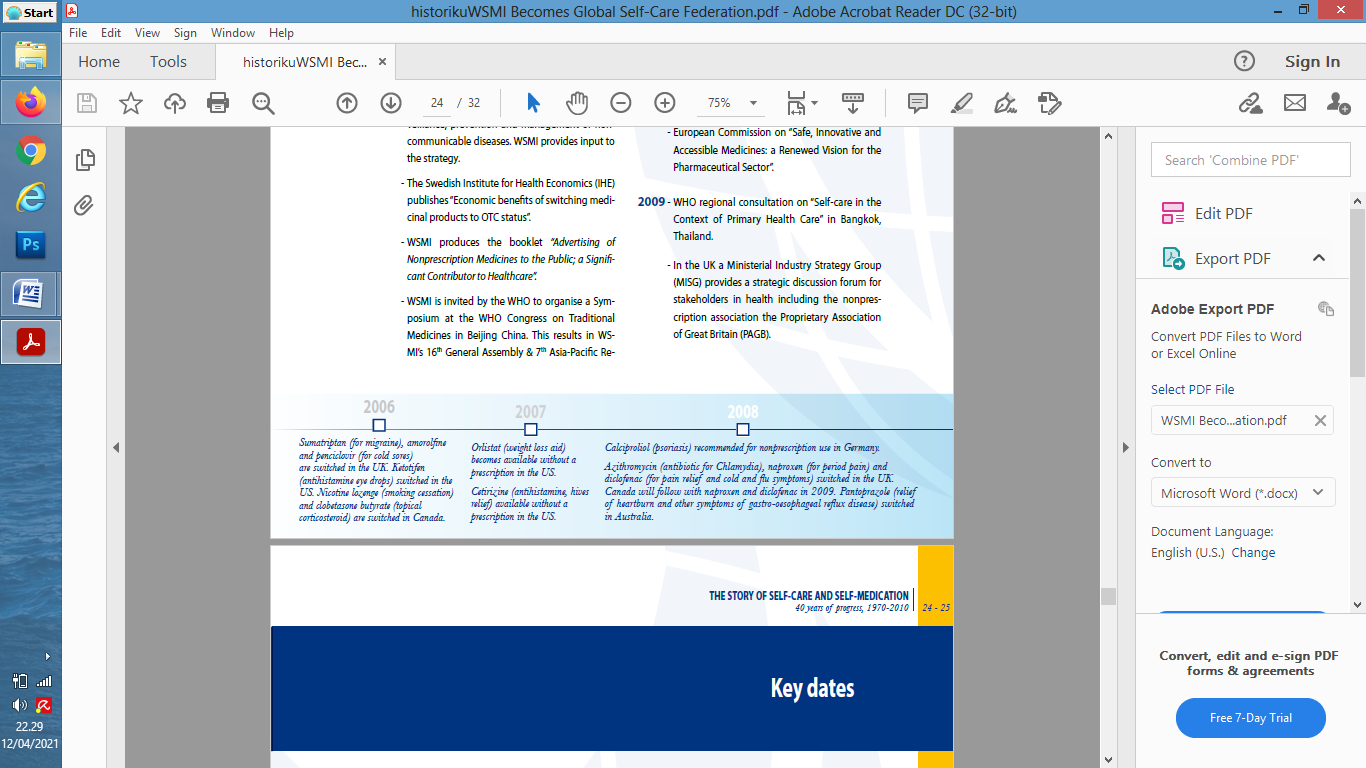 Start
historikuWSMI Becomes Global Self-Care Federation.pdf - Adobe Acrobat Reader DC (32-bit)
File Edit View Sign Window Help
Home Tools historikuWSMI Bec... Sign In
24 / 32 75%
communicable diseases. WSMI provides input to
the strategy.
- The Swedish Institute for Health Economics (IHE)
publishes “Economic benefits of switching medi-
cinal products to OTC status”.
- WSMI produces the booklet “Advertising of
Nonprescription Medicines to the Public; a Signifi-
cant Contributor to Healthcare”.
- WSMI is invited by the WHO to organise a Sym-
posium at the WHO Congress on Traditional
Medicines in Beijing China. This results in WS-
MI’s 16th General Assembly & 7th Asia-Pacific Re-
- European Commission on “Safe, Innovative and
Accessible Medicines: a Renewed Vision for the
Pharmaceutical Sector”.
2009 - WHO regional consultation on “Self-care in the
Context of Primary Health Care” in Bangkok,
Thailand.
- In the UK a Ministerial Industry Strategy Group
(MISG) provides a strategic discussion forum for
stakeholders in health including the nonpres-
cription association the Proprietary Association
of Great Britain (PAGB).
2006
Sumatriptan (for migraine), amorolfine
and penciclovir (for cold sores)
are switched in the UK. Ketotifen
(antihistamine eye drops) switched in the
US. Nicotine lozenge (smoking cessation)
and clobetasone butyrate (topical
corticosteroid) are switched in Canada.
2007
Orlistat (weight loss aid)
becomes available without a
prescription in the US.
Cetirizine (antihistamine, hives
relief) available without a
prescription in the US.
2008
Calciproliol (psoriasis) recommended for nonprescription use in Germany.
Azithromycin (antibiotic for Chlamydia), naproxen (for period pain) and
diclofenac (for pain relief and cold and flu symptoms) switched in the UK.
Canada will follow with naproxen and diclofenac in 2009. Pantoprazole (relief
of heartburn and other symptoms of gastro-oesophageal reflux disease) switched
in Australia.
THE STORY OF SELF-CARE AND SELF-MEDICATION
40 years of progress, 1970-2010 24 - 25
Key dates
Search 'Combine PDF'
Edit PDF
Export PDF
Adobe Export PDF
Convert PDF Files to Word
or Excel Online
Select PDF File
WSMI Beco...ation.pdf
Convert to
Microsoft Word (*.docx)
Document Language:
English (U.S.) Change
Convert, edit and e-sign PDF
forms & agreements
Free 7-Day Trial
Ps
22.29
12/04/2021